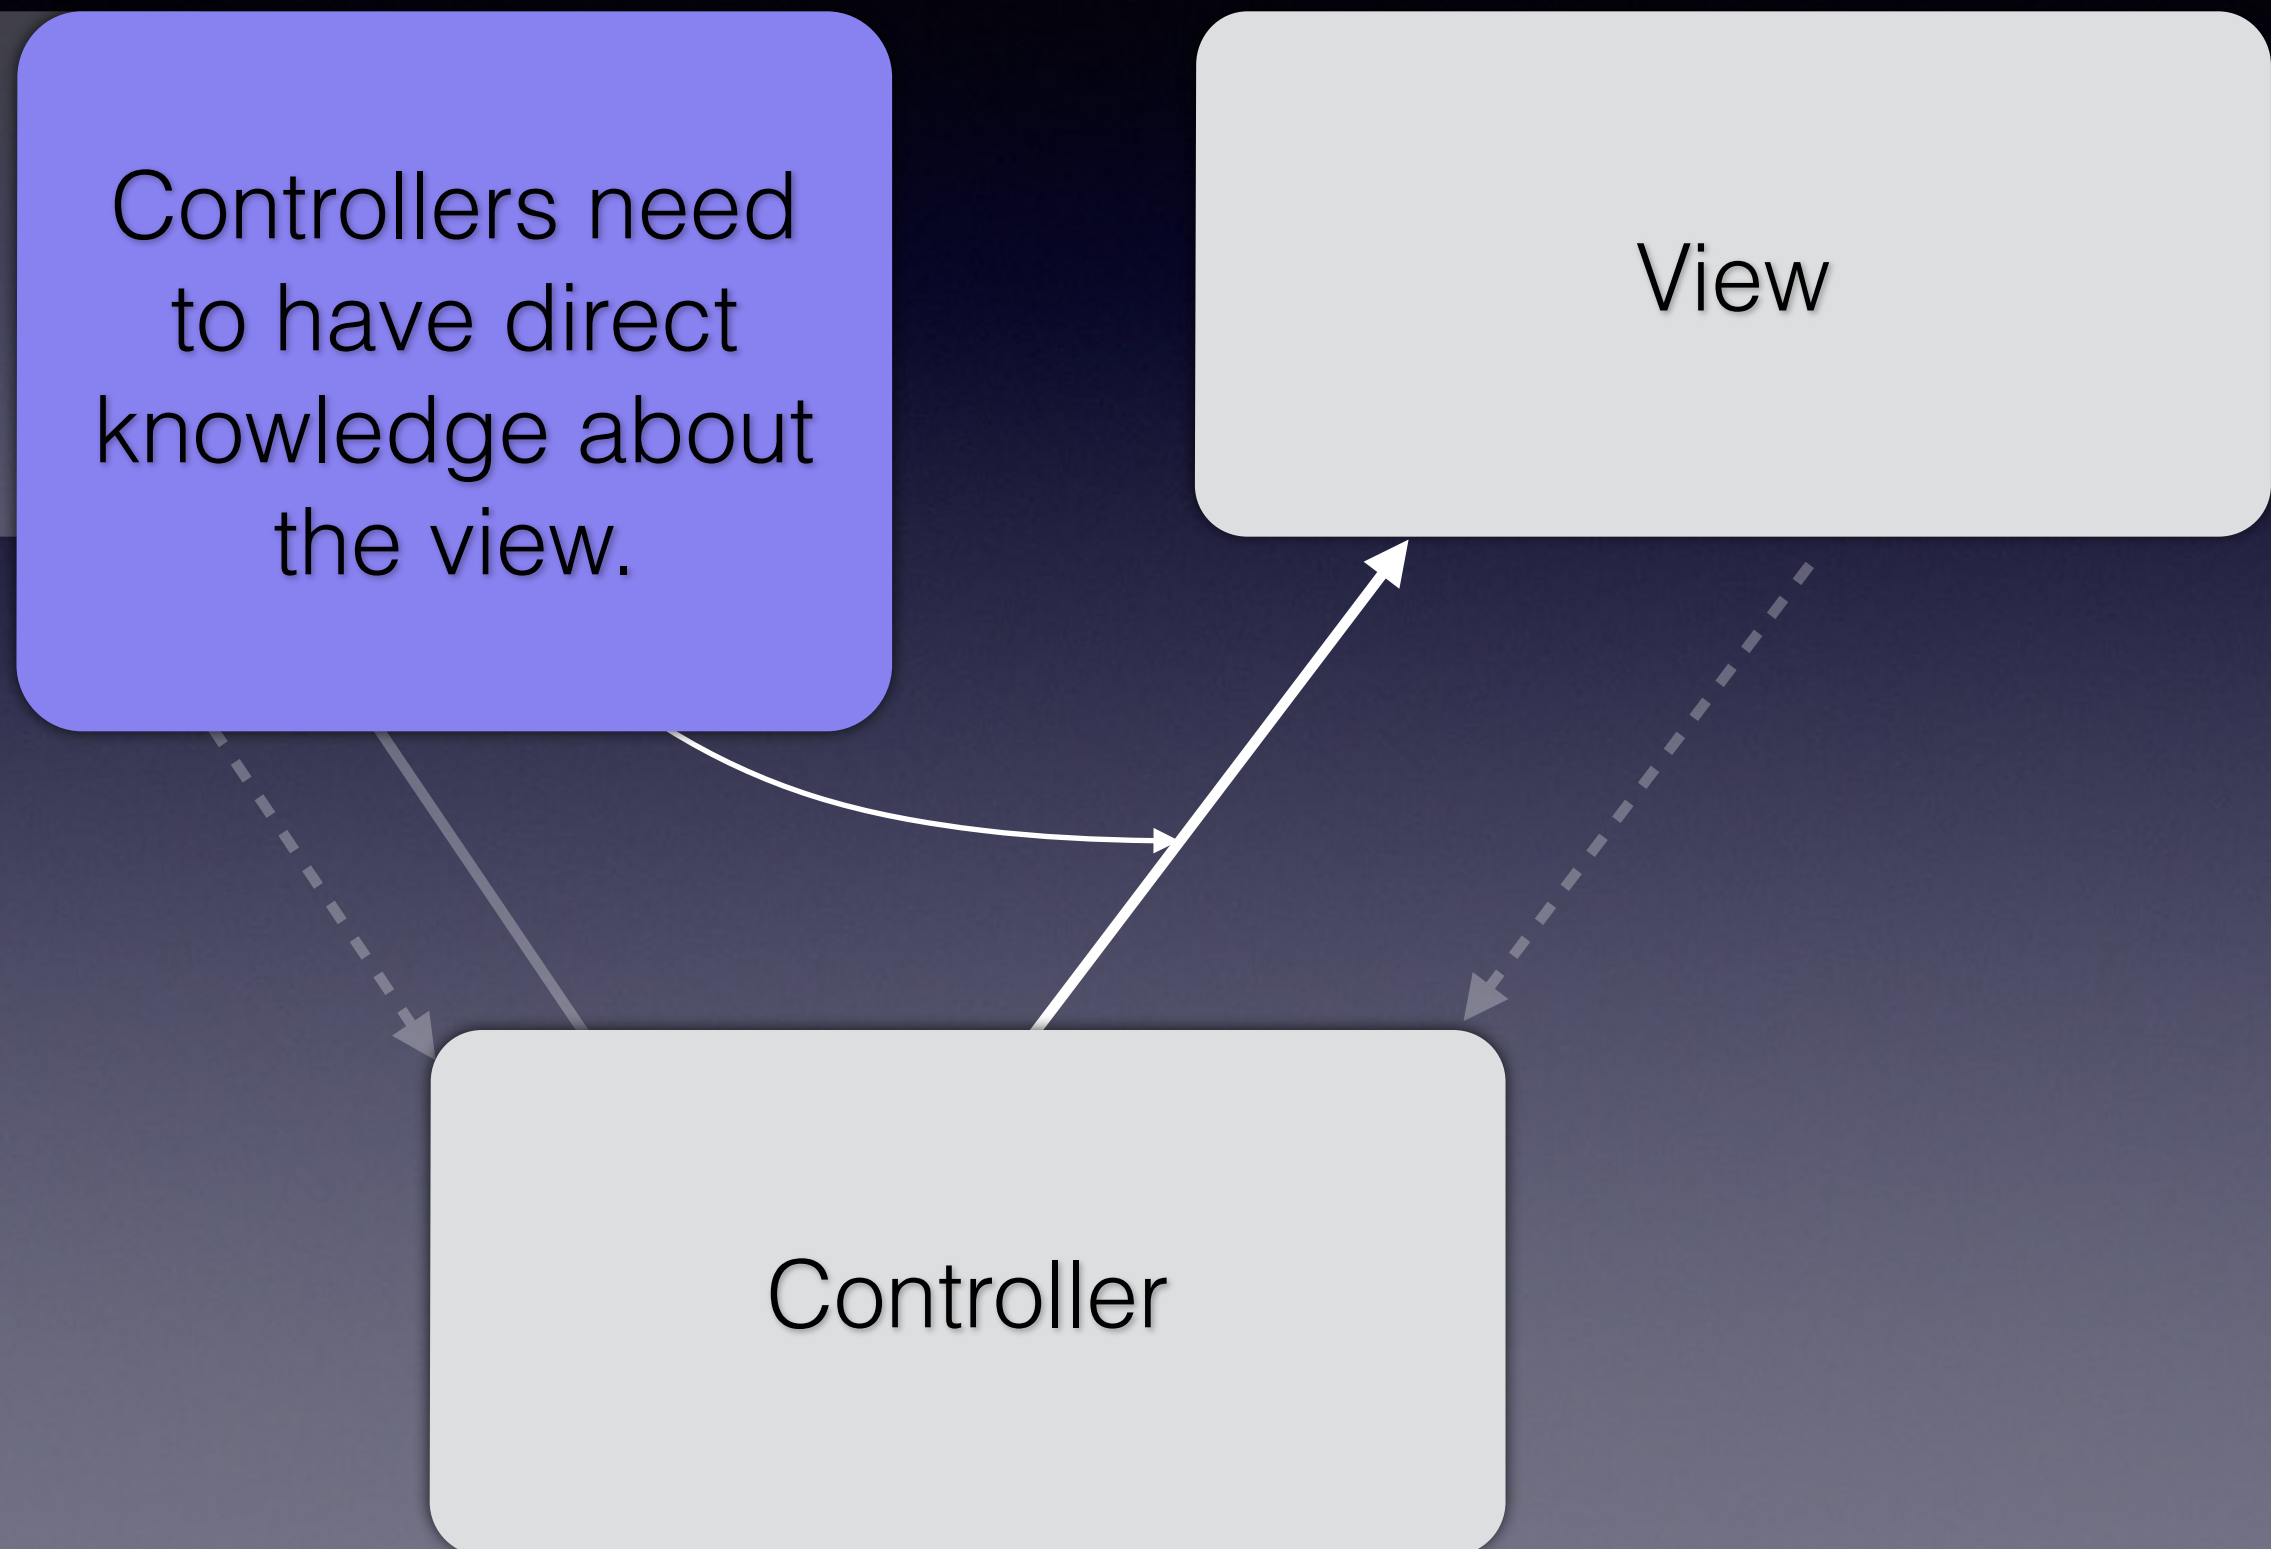 Controllers need
to have direct
knowledge about
the view.
View
Controller